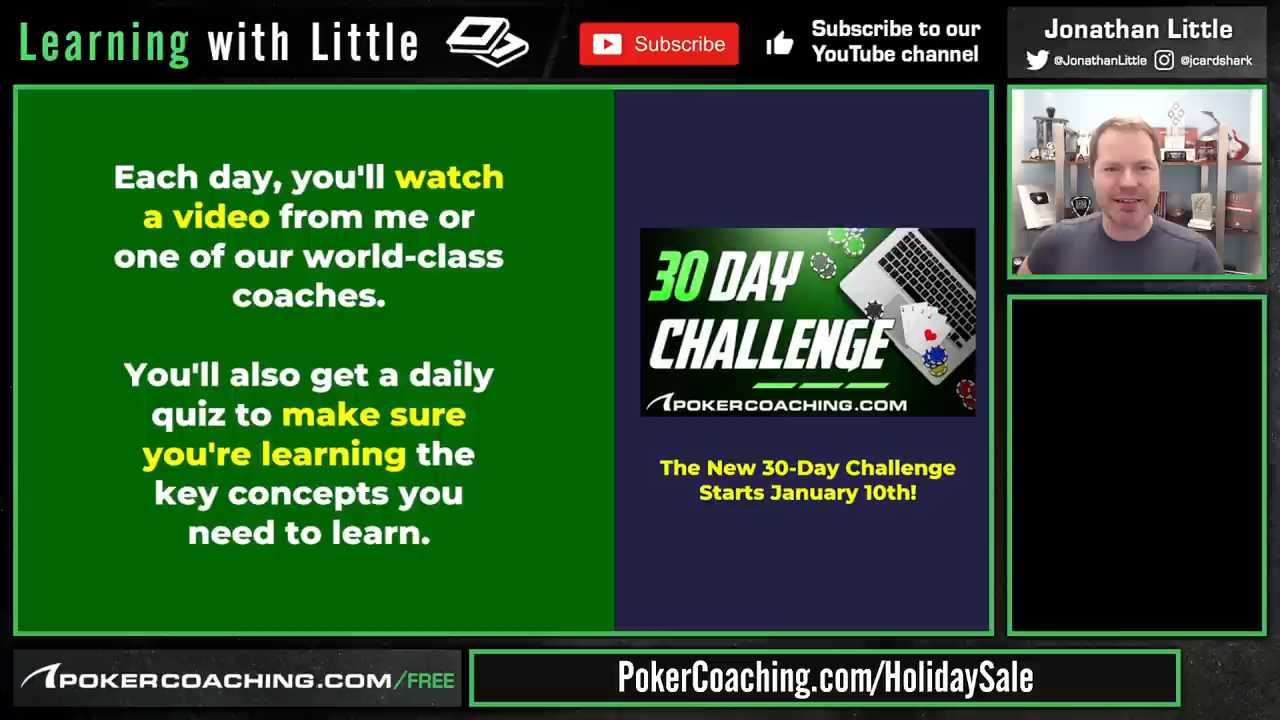 Learning with Little
Subscribe
Subscribe to our
YouTube channel
Jonathan Little
@JonathanLittle
@jcardshark
Each day, you'll watch
a video from me or
one of our world-class
coaches.
You'll also get a daily
quiz to make sure
you're learning the
key concepts you
need to learn.
30 DAY
CHALLENGE
POKERCOACHING.COM
The New 30-Day Challenge
Starts January 10th!
POKERCOACHING.COM/FREE
PokerCoaching.com/HolidaySale